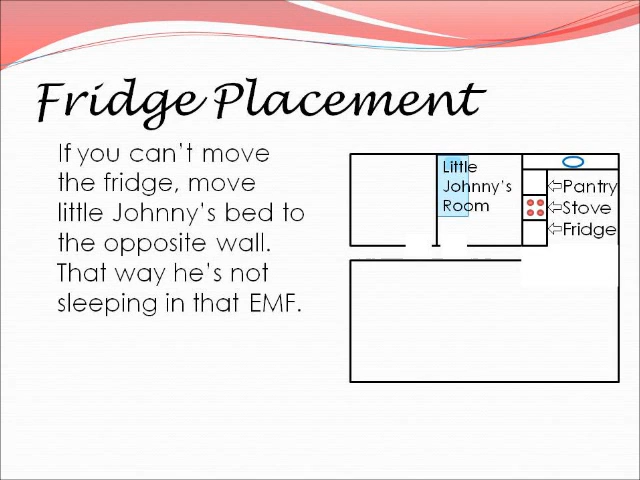 Fridge Placement
If you can't move
the fridge, move
little Johnny's bed to
the opposite wall.
That way he's not
sleeping in that EMF.
Little
Johnny's
Room
⇦Pantry
⇦Stove
⇦Fridge